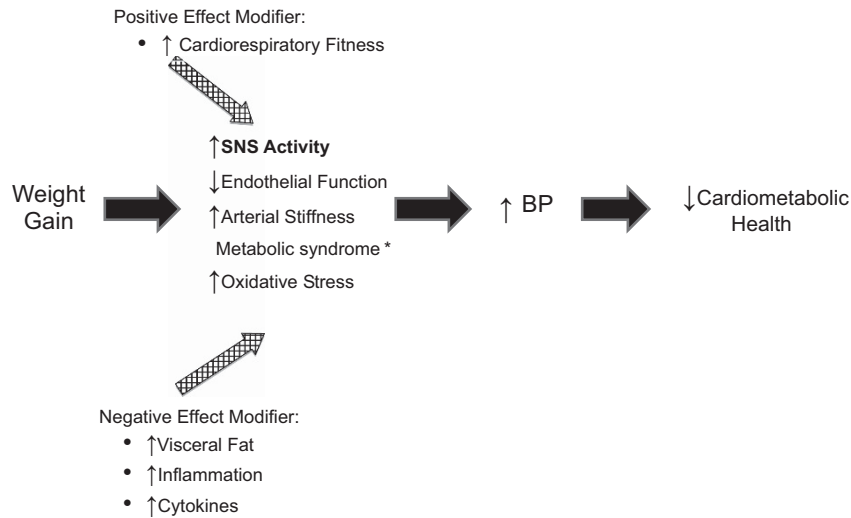 Positive Effect Modifier:
• ↑ Cardiorespiratory Fitness
↑SNS Activity
↓Endothelial Function
↑Arterial Stiffness
Metabolic syndrome *
↑Oxidative Stress
Weight
Gain
↑ BP
↓Cardiometabolic
Health
Negative Effect Modifier:
• ↑Visceral Fat
• ↑Inflammation
• ↑Cytokines